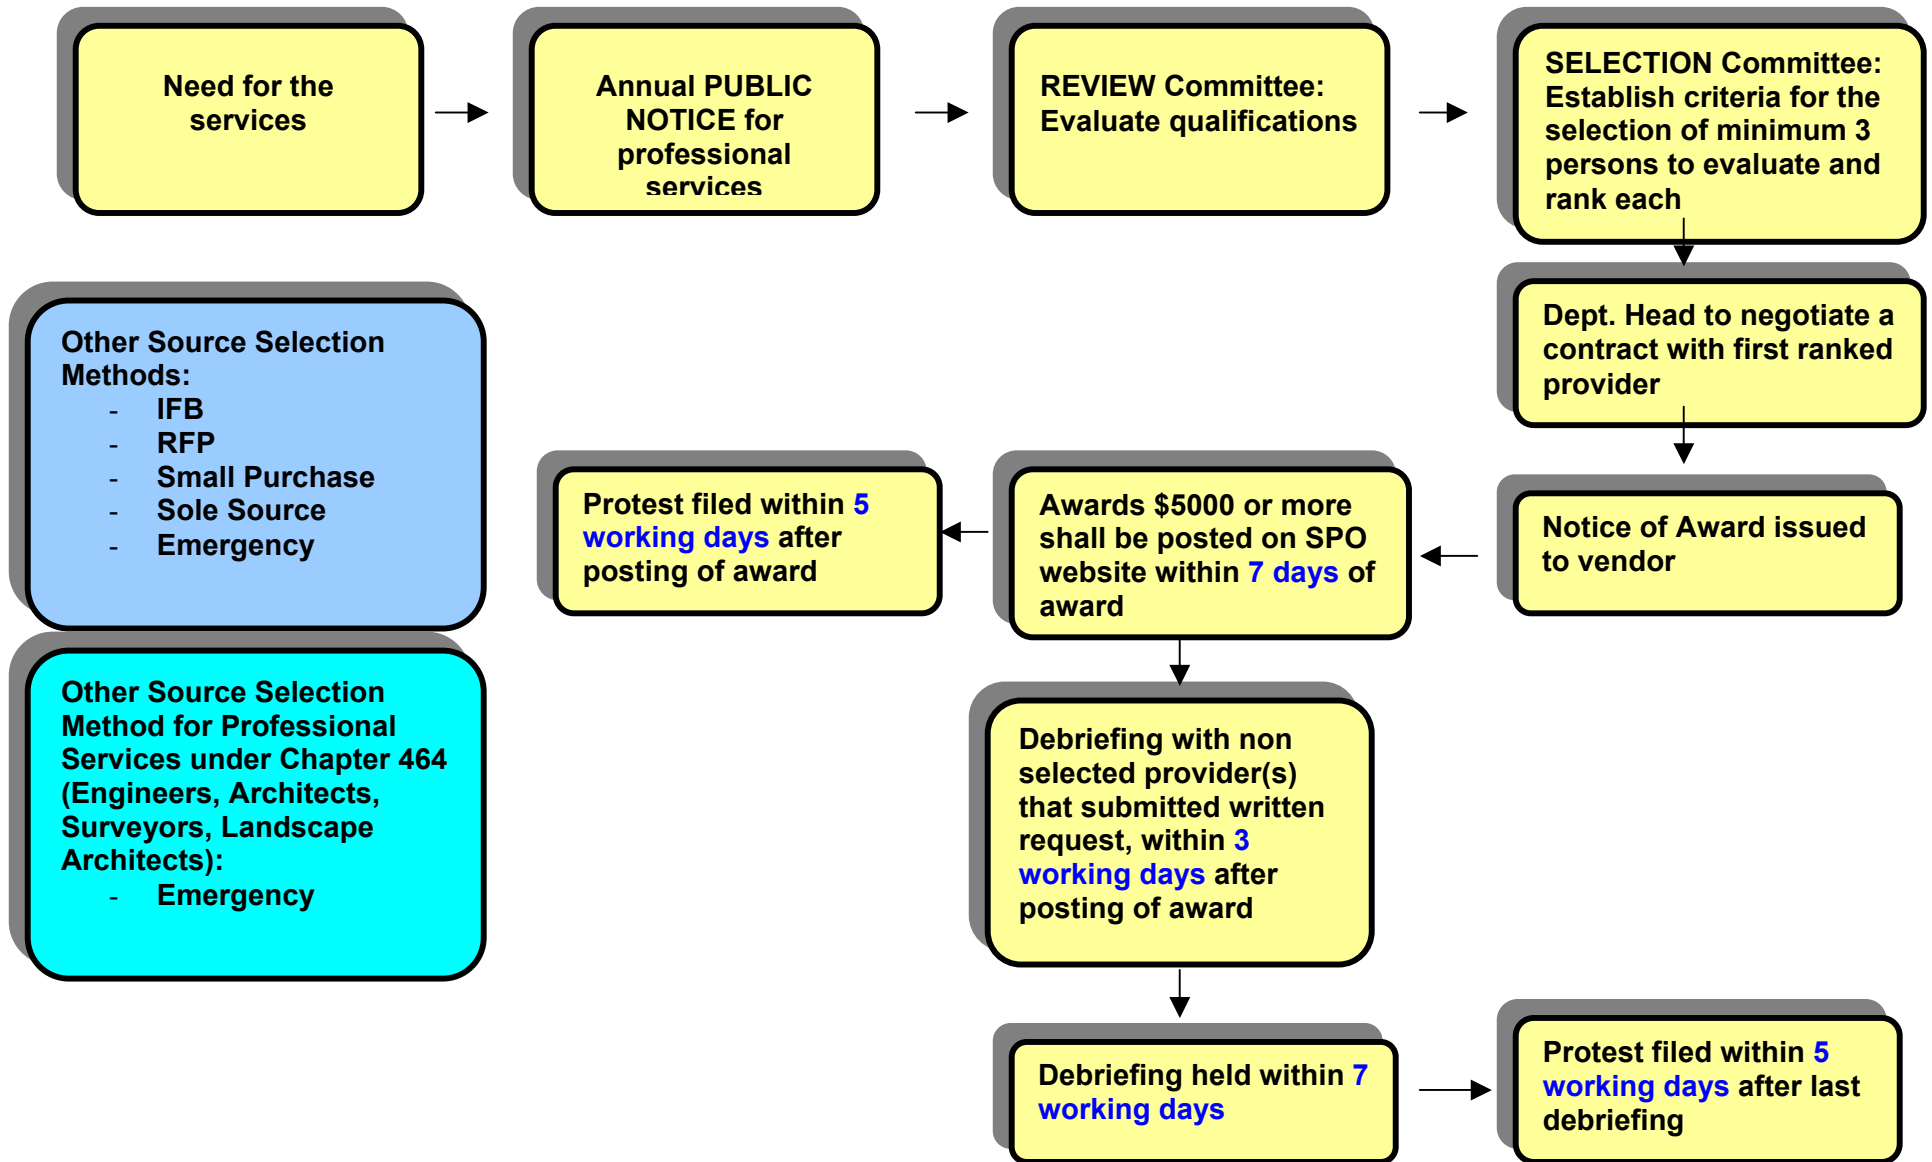 Need for the
services
Annual PUBLIC
NOTICE for
professional
services
REVIEW Committee:
Evaluate qualifications
SELECTION Committee:
Establish criteria for the
selection of minimum 3
persons to evaluate and
rank each
Dept. Head to negotiate a
contract with first ranked
provider
Notice of Award issued
to vendor
Awards $5000 or more
shall be posted on SPO
website within 7 days of
award
Protest filed within 5
working days after
posting of award
Debriefing with non
selected provider(s)
that submitted written
request, within 3
working days after
posting of award
Debriefing held within 7
working days
Protest filed within 5
working days after last
debriefing
Other Source Selection
Methods:
- IFB
- RFP
- Small Purchase
- Sole Source
- Emergency
Other Source Selection
Method for Professional
Services under Chapter 464
(Engineers, Architects,
Surveyors, Landscape
Architects):
- Emergency